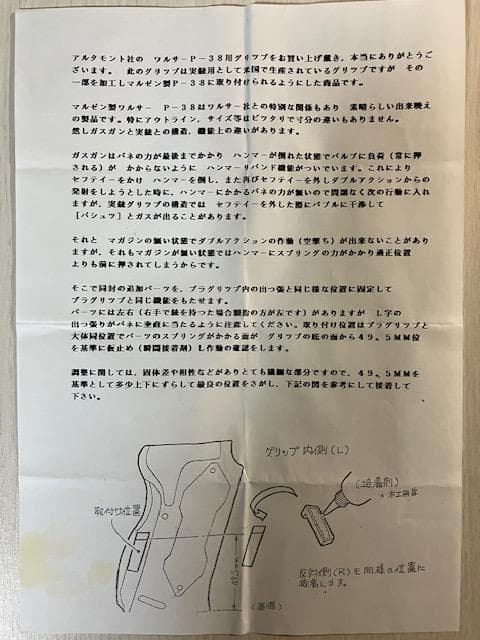 アルタモント社の ワルサーP-38用グリップをお買い上げ戴き、本当にありがとうご
ざいます。 此のグリップは実銃用として米国で生産されているグリップですが その
一部を加工しマルゼン製P-38に取り付けられるようにした商品です。
マルゼン製ワルサー P-38はワルサー社との特別な関係もあり 素晴らしい出来映え
の製品です。特にアウトライン、サイズ等はピッタリで寸分の違いもありません。
然しガスガンと実銃との構造、機能上の違いがあります。
ガスガンはバネの力が最後までかかり ハンマーが倒れた状態でバルブに負荷(常に押
される)が かからないように ハンマーリバンド機能がついています。これにより
セフティーをかけ ハンマーを倒し、また再びセフティーを外しダブルアクションからの
発射をしようとした時に、ハンマーにかかるバネの力が無いので問題なく次の行動に入れ
ますが、実銃グリップの構造では セフティーを外した際にバルブに干渉して
[バシュッ]とガスが出ることがあります。
それと マガジンの無い状態でダブルアクションの作動(空撃ち)が出来ないことがあり
ますが、それもマガジンが無い状態ではハンマーにスプリングの力がかかり適正位置
よりも前に押されてしまうからです。
そこで同封の追加パーツを、プラグリップ内の出っ張と同じ様な位置に固定して
プラグリップと同じ機能をもたせます。
パーツには左右(右手で銃を持つた場合親指の方が左です)がありますが L字の
出っ張りがバネに垂直に当たるように注意してください。取り付け位置はプラグリップと
大体同位置でパーツのスプリングがかかる面が グリップの底の面から49.5MM位
を基準に仮止め(瞬間接着剤)し作動の確認をします。
調整に関しては、固体差や相性などがありとても繊細な部分ですので、49.5MMを
基準として多少上下にずらして最良の位置をさがし、下記の図を参考にして接着して
下さい。
グリップ内側(L)
取付け位置
(接着剤)
※木工用等
49.5mm
(基準)
反対側(R)も同様の位置に
接着します。